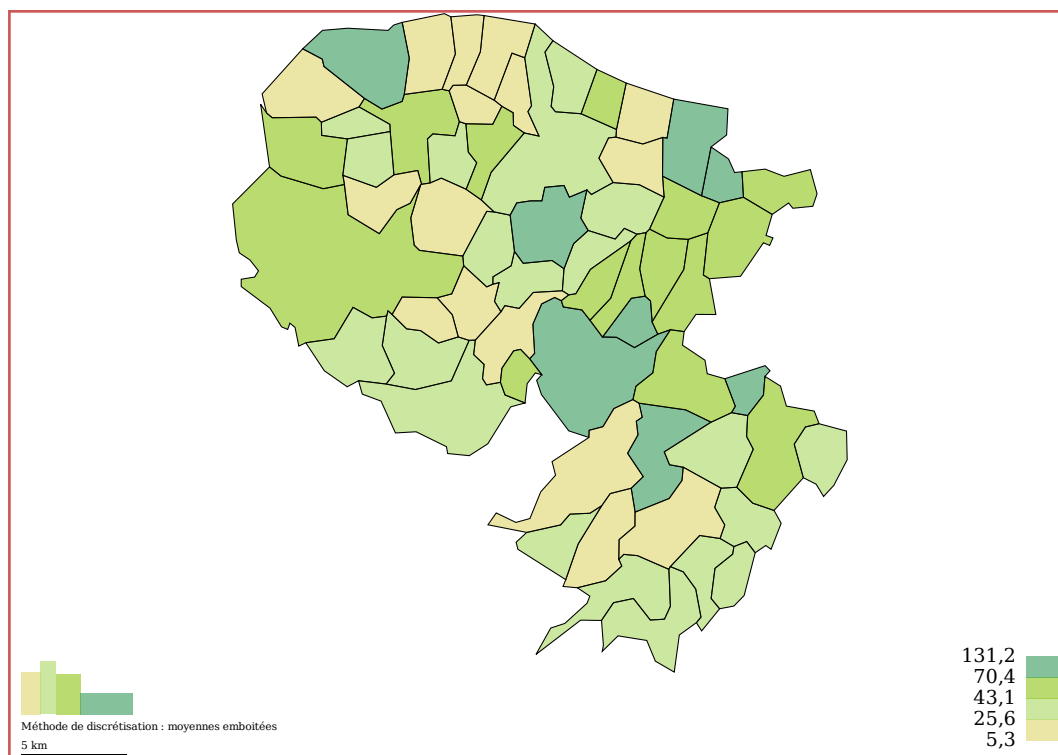 131,2
70,4
43,1
25,6
5,3
Méthode de discrétisation : moyennes emboitées
5 km